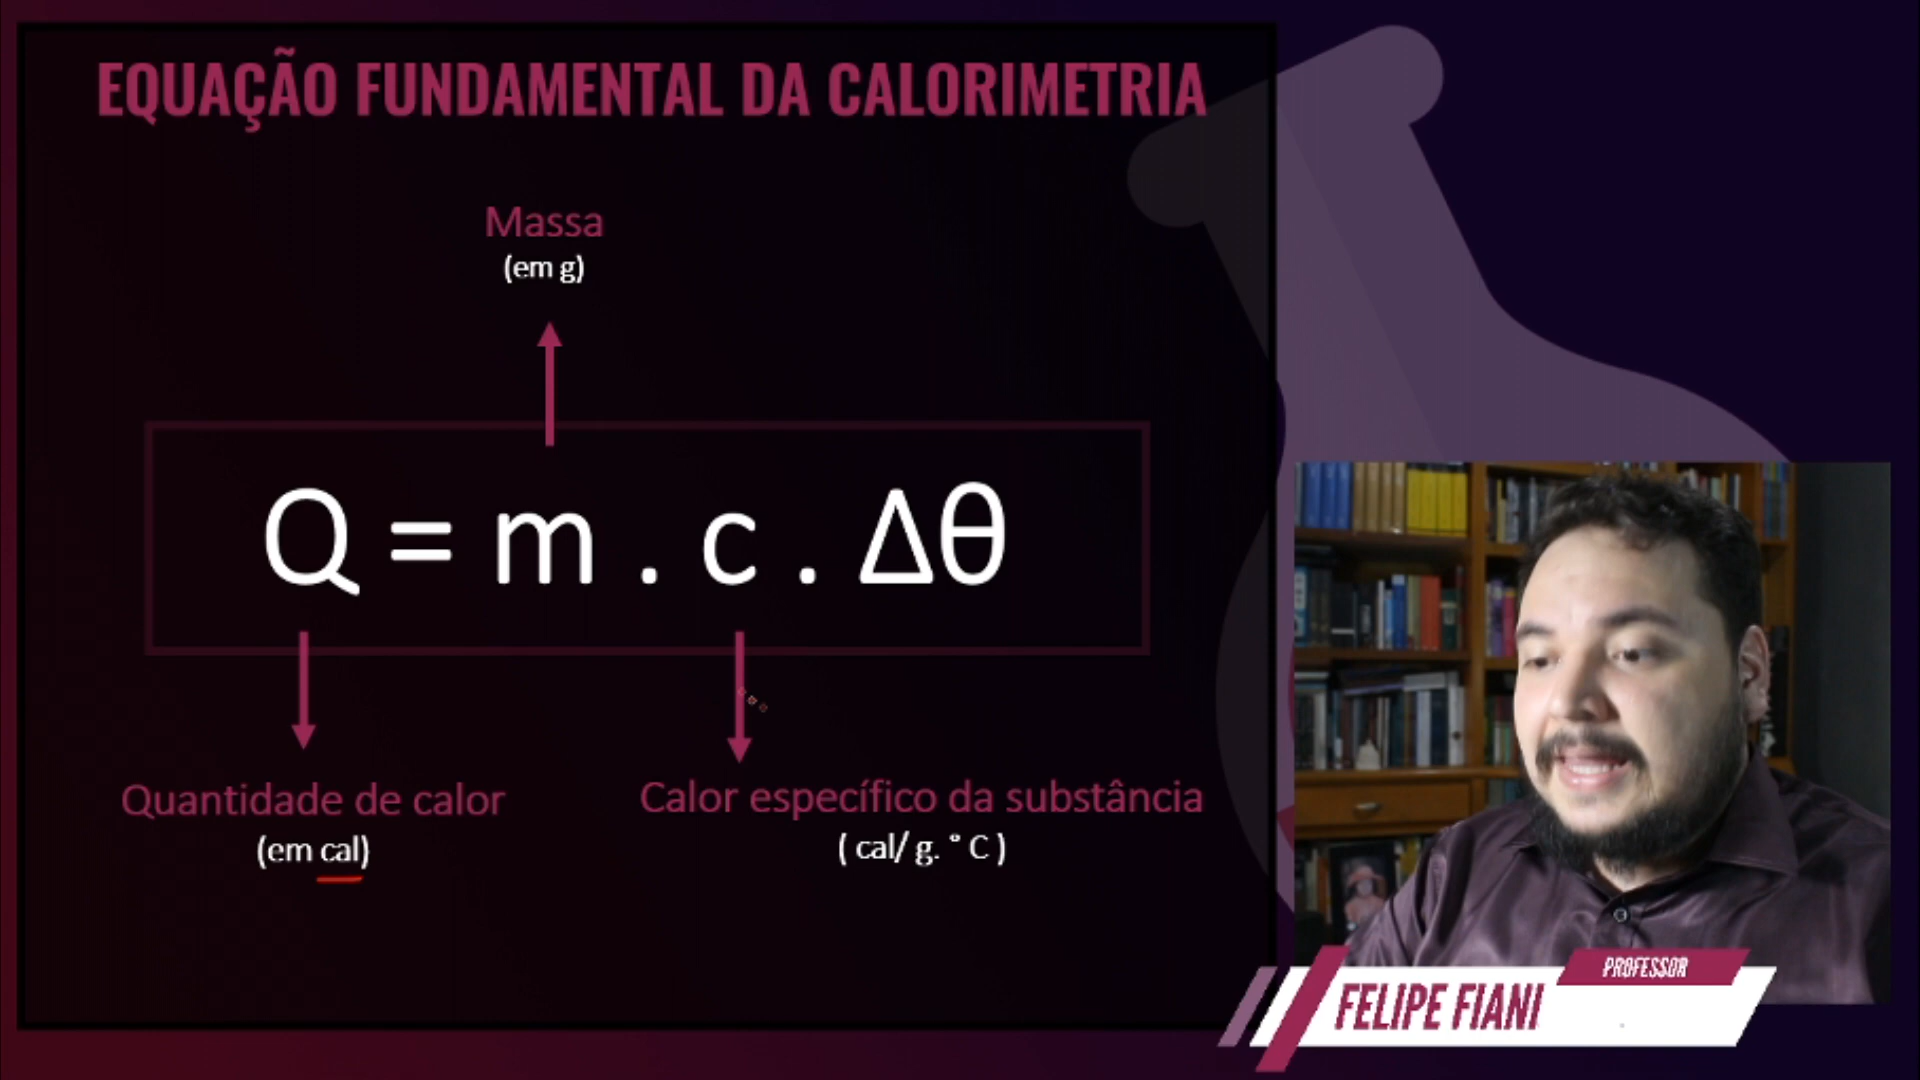 EQUAÇÃO FUNDAMENTAL DA CALORIMETRIA
Massa
(em g)
Q = m . c . Δθ
Quantidade de calor
(em cal)
Calor específico da substância
( cal/ g. ° C )
PROFESSOR
FELIPE FIANI